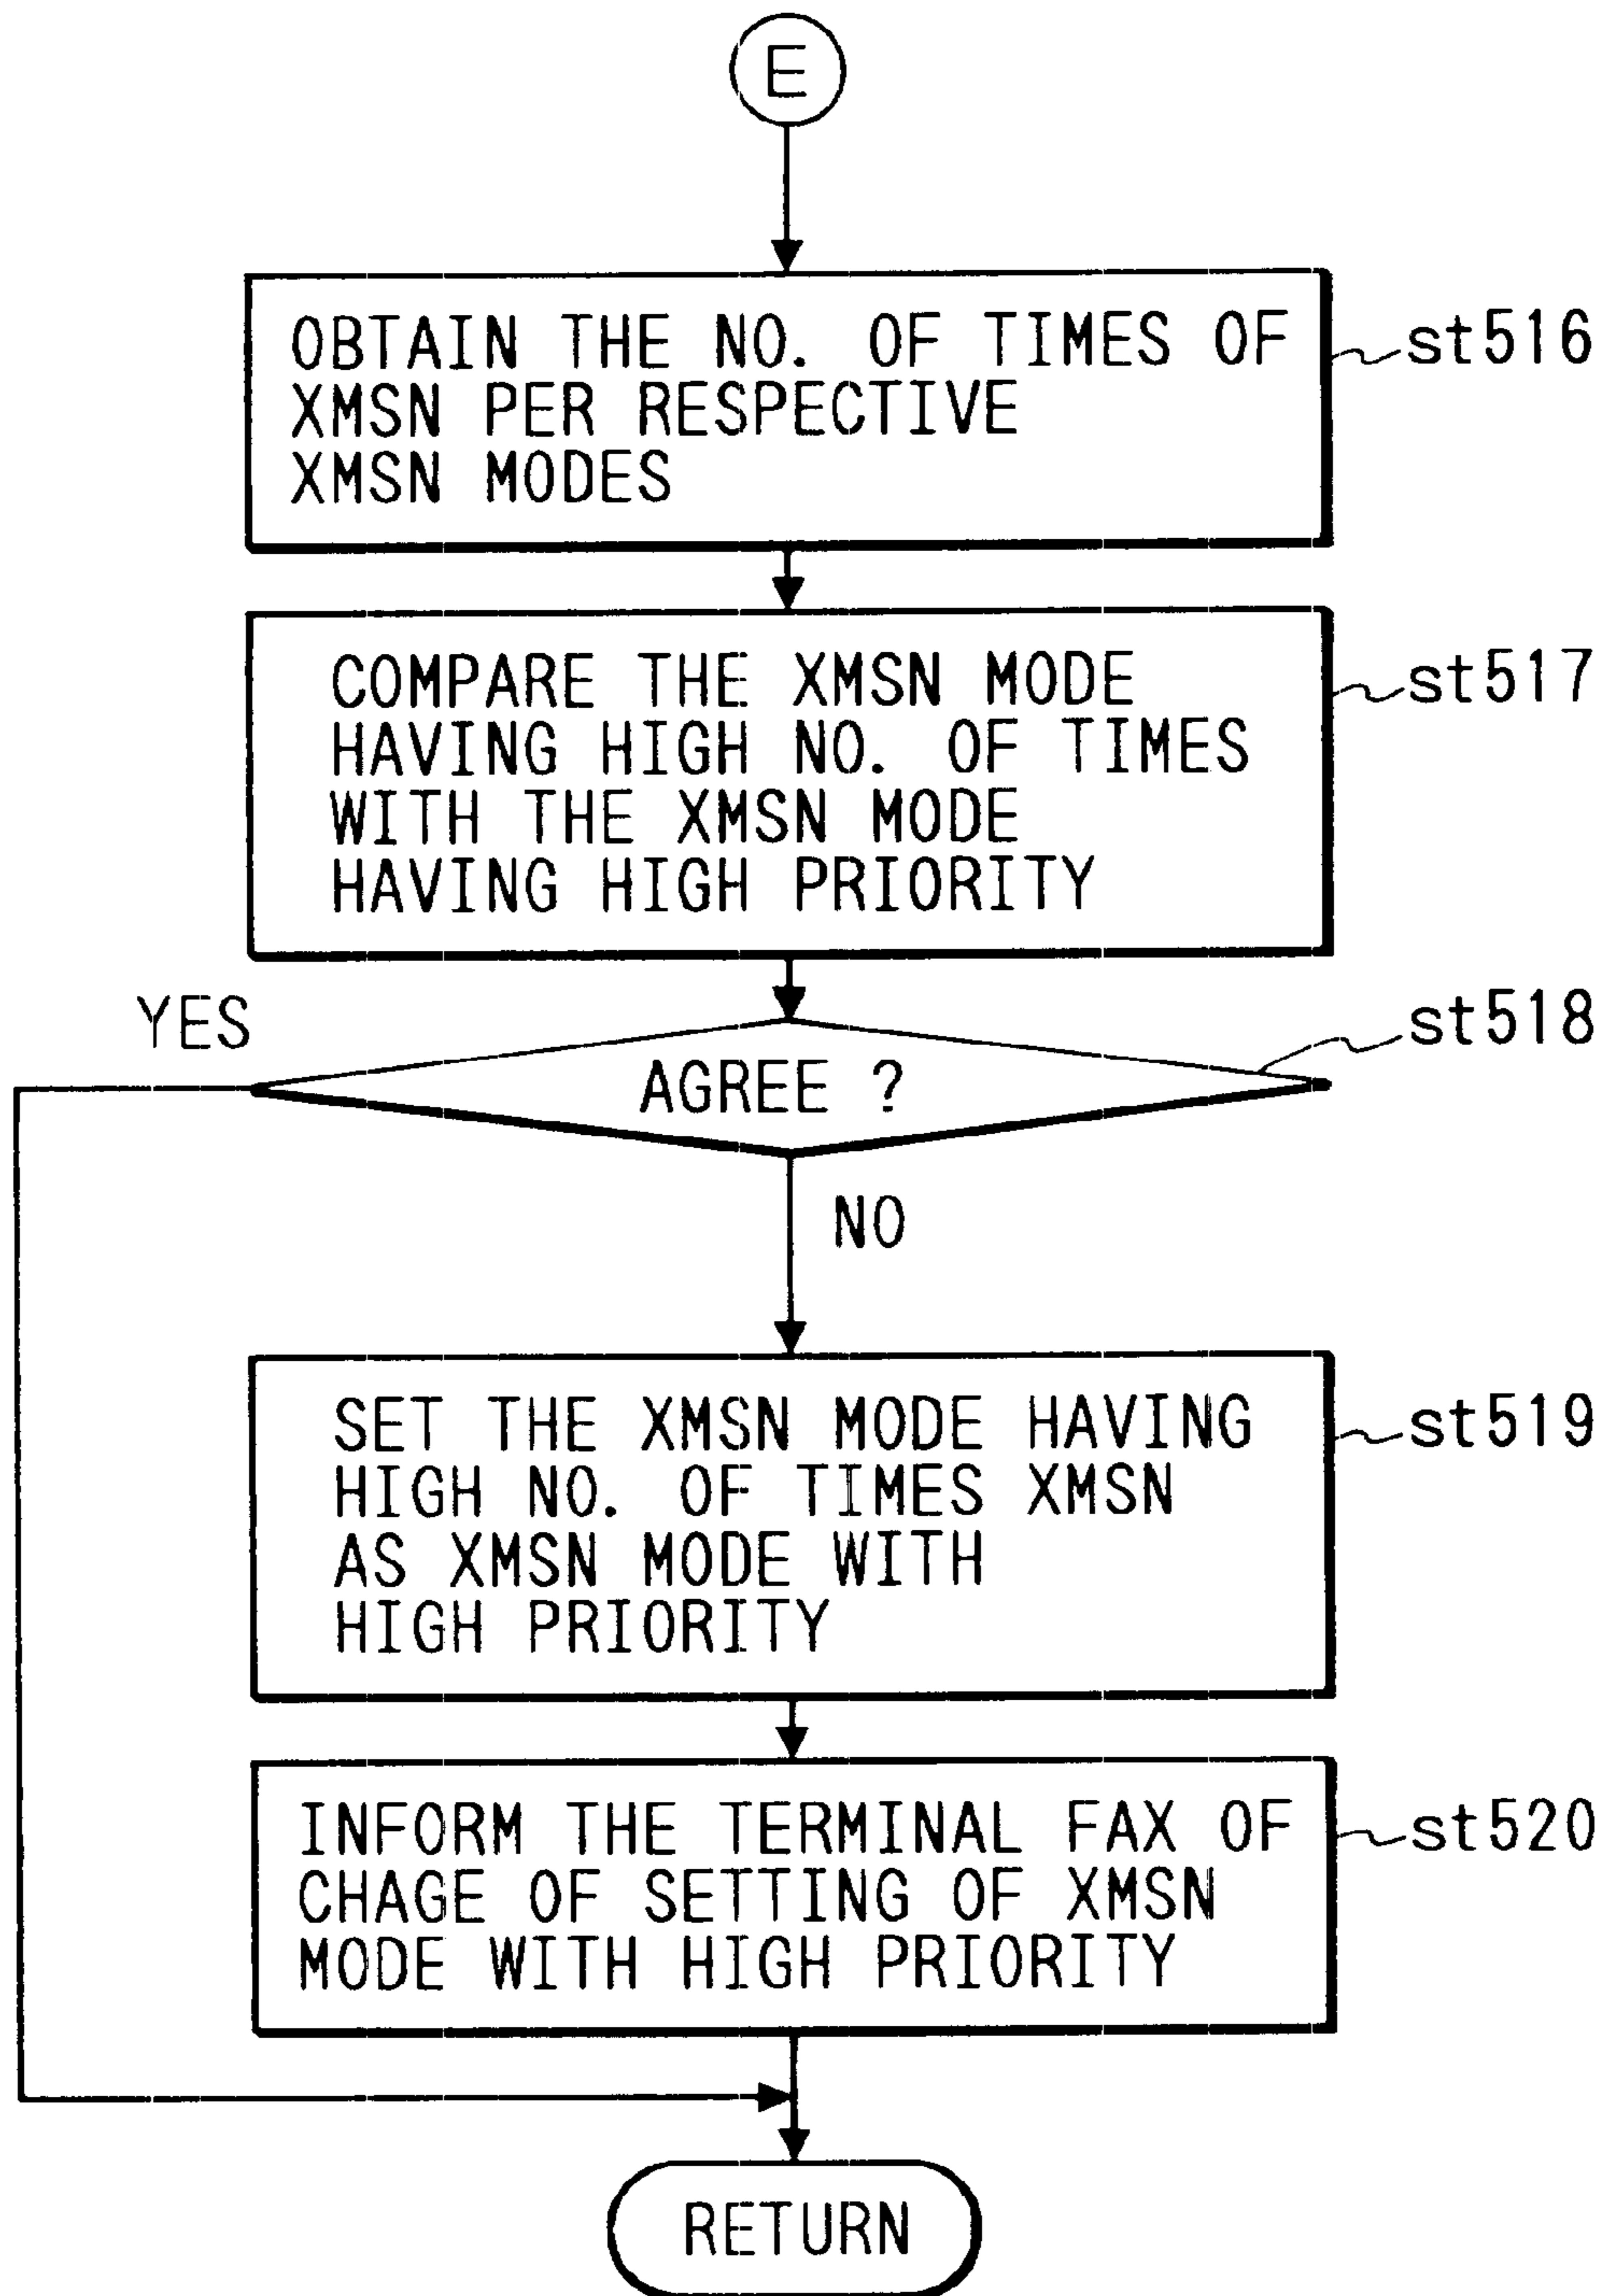 E
OBTAIN THE NO. OF TIMES OF
XMSN PER RESPECTIVE
XMSN MODES
st516
COMPARE THE XMSN MODE
HAVING HIGH NO. OF TIMES
WITH THE XMSN MODE
HAVING HIGH PRIORITY
st517
YES
AGREE ?
st518
NO
SET THE XMSN MODE HAVING
HIGH NO. OF TIMES XMSN
AS XMSN MODE WITH
HIGH PRIORITY
st519
INFORM THE TERMINAL FAX OF
CHAGE OF SETTING OF XMSN
MODE WITH HIGH PRIORITY
st520
RETURN